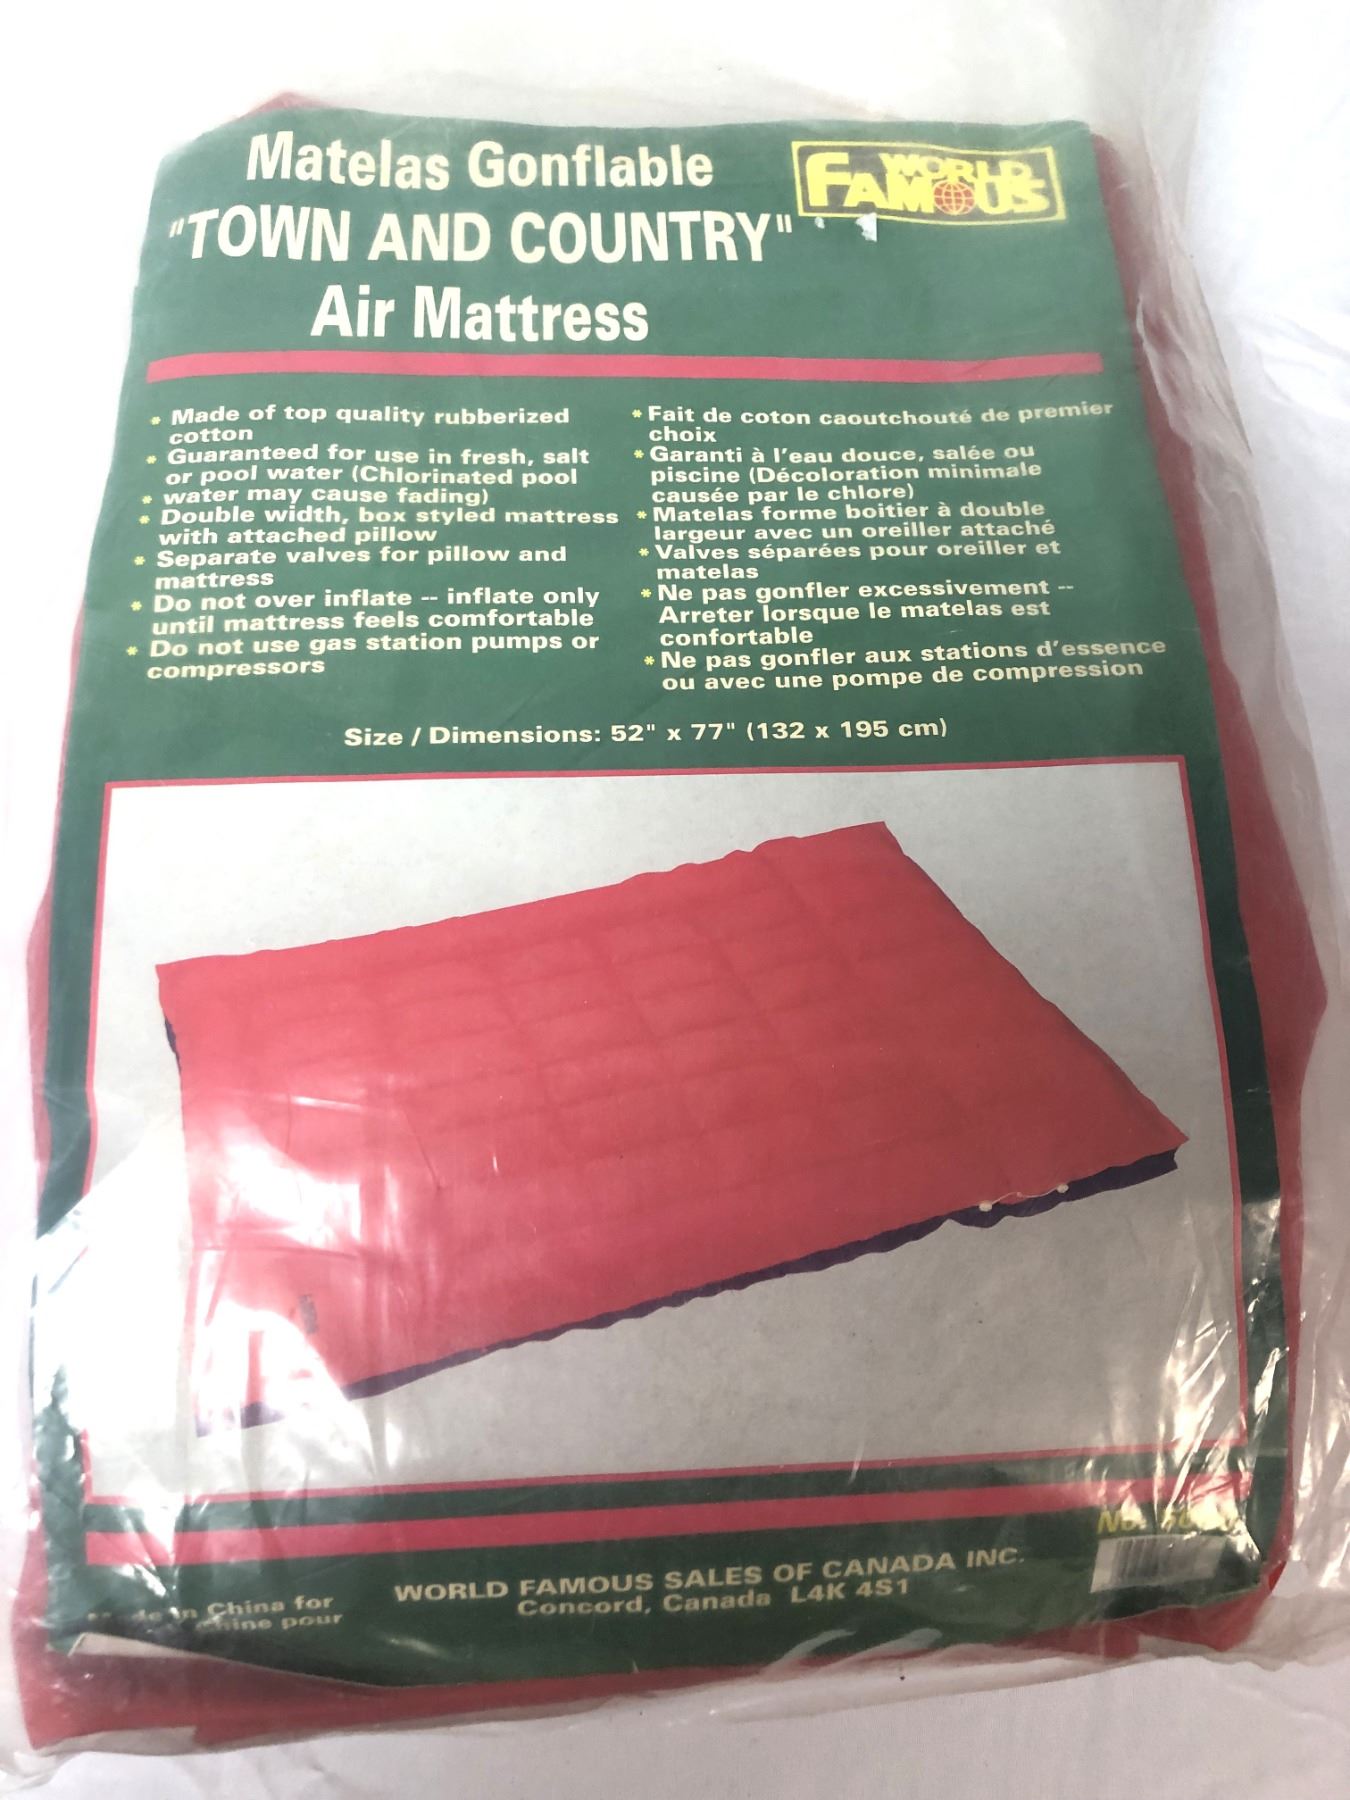 Matelas Gonflable
"TOWN AND COUNTRY"
Air Mattress
WORLD
FAMOUS
* Made of top quality rubberized
cotton
* Guaranteed for use in fresh, salt
or pool water (Chlorinated pool
* water may cause fading)
* Double width, box styled mattress
with attached pillow
* Separate valves for pillow and
mattress
* Do not over inflate -- inflate only
until mattress feels comfortable
* Do not use gas station pumps or
compressors
* Fait de coton caoutchouté de premier
choix
* Garanti à l'eau douce, salée ou
piscine (Décoloration minimale
causée par le chlore)
* Matelas forme boitier à double
largeur avec un oreiller attaché
* Valves séparées pour oreiller et
matelas
* Ne pas gonfler excessivement --
Arreter lorsque le matelas est
confortable
* Ne pas gonfler aux stations d'essence
ou avec une pompe de compression
Size / Dimensions: 52" x 77" (132 x 195 cm)
No.
WORLD FAMOUS SALES OF CANADA INC.
Concord, Canada L4K 4S1
Made in China for
Chine pour